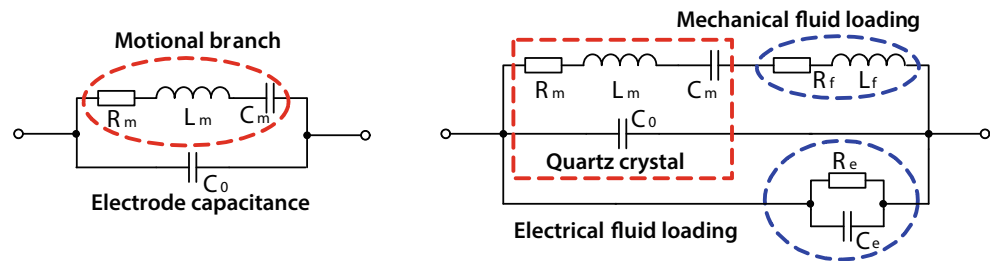 Motional branch
Rm Lm Cm
C0
Electrode capacitance
Mechanical fluid loading
Rm Lm Cm Rf Lf
C0
Quartz crystal
Re
Ce
Electrical fluid loading